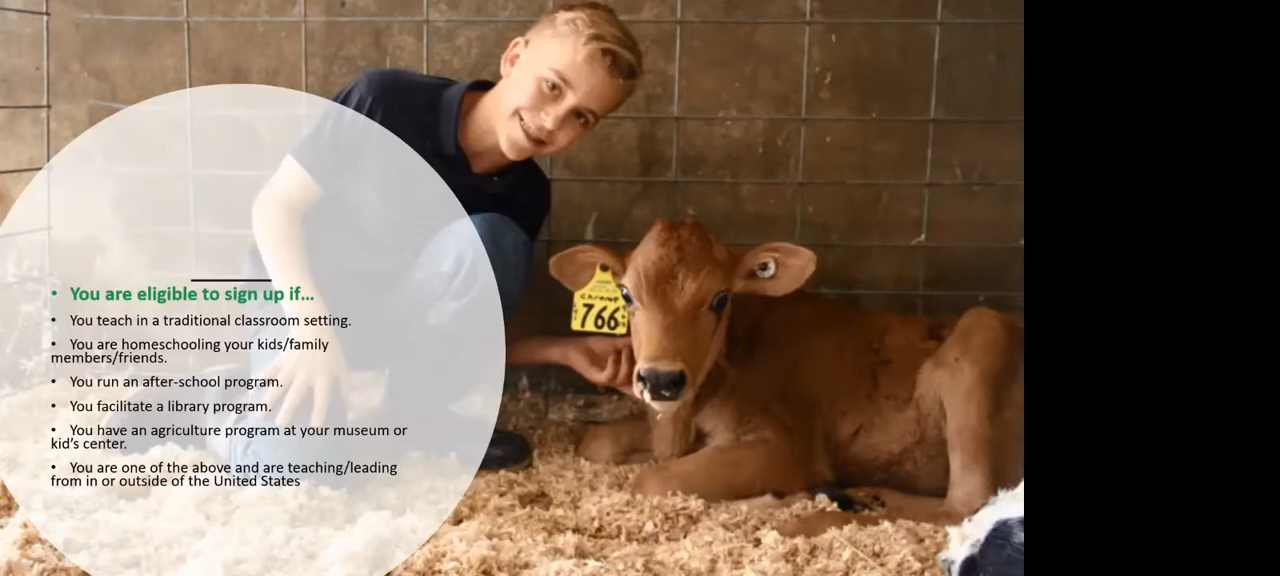 • You are eligible to sign up if...
• You teach in a traditional classroom setting.
• You are homeschooling your kids/family
members/friends.
• You run an after-school program.
• You facilitate a library program.
• You have an agriculture program at your museum or
kid's center.
• You are one of the above and are teaching/leading
from in or outside of the United States
766